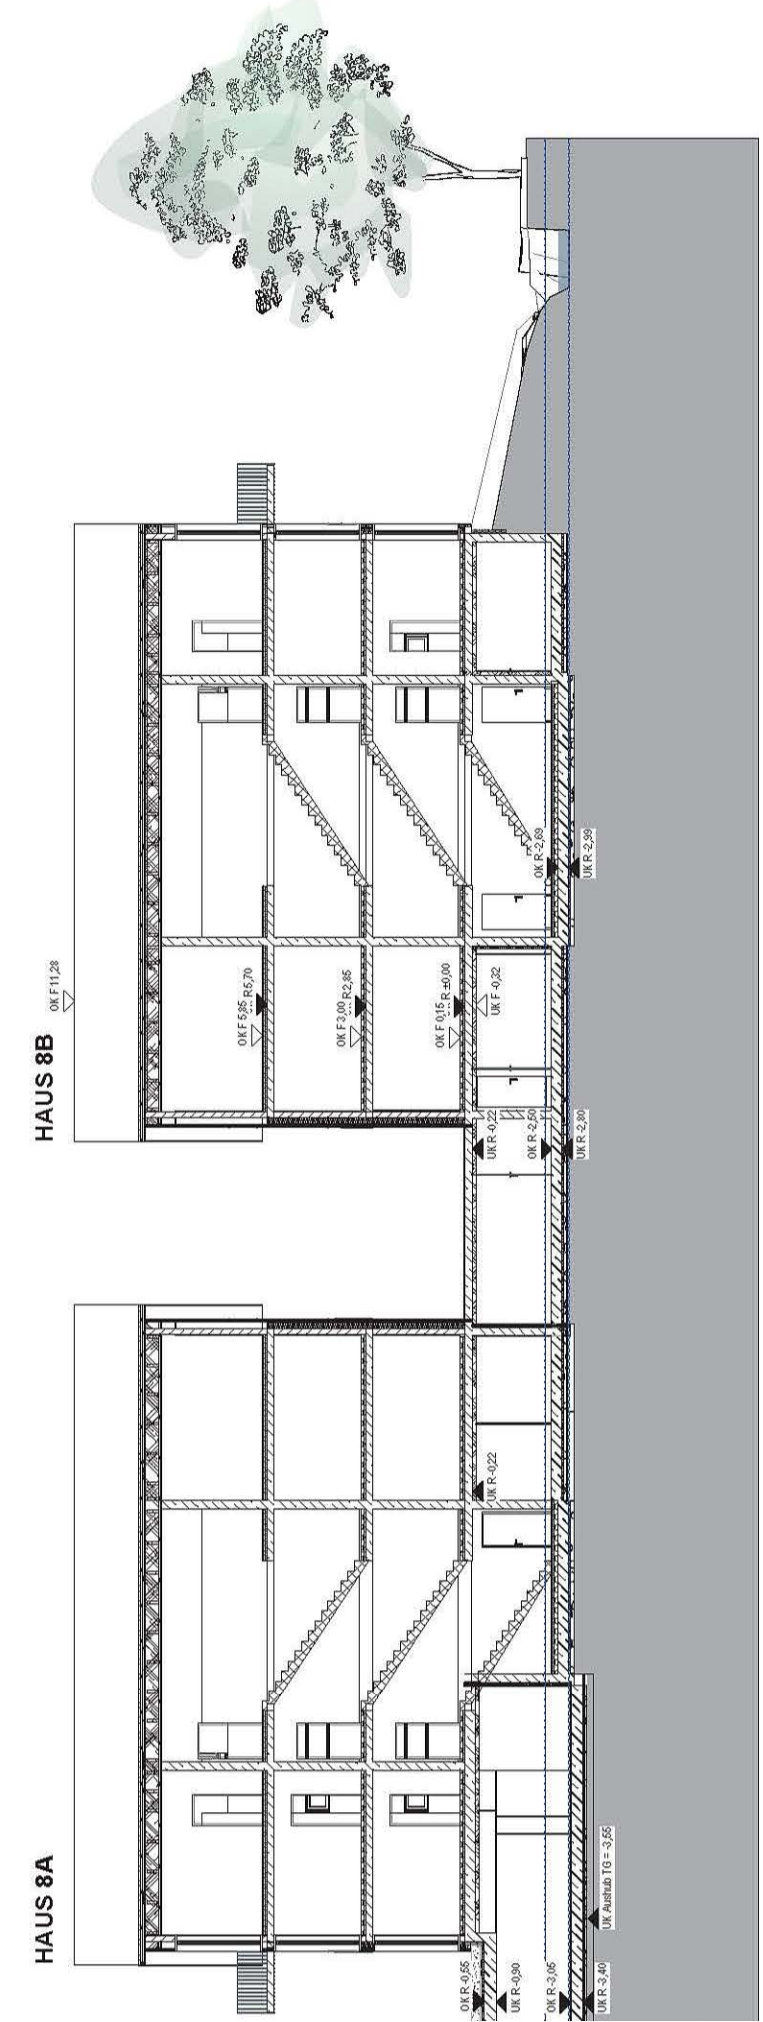 HAUS 8A
HAUS 8B
OK F 11,28
OK F 5,85
R 5,70
OK F 3,00
R 2,85
OK F 0,15
R ±0,00
UK F -0,32
UK R -0,22
OK R -2,50
UK R -2,80
OK R -2,69
UK R -2,99
UK R -0,22
OK R -0,55
UK R -0,90
OK R -3,05
UK R -3,40
UK Aushub TG = -3,55